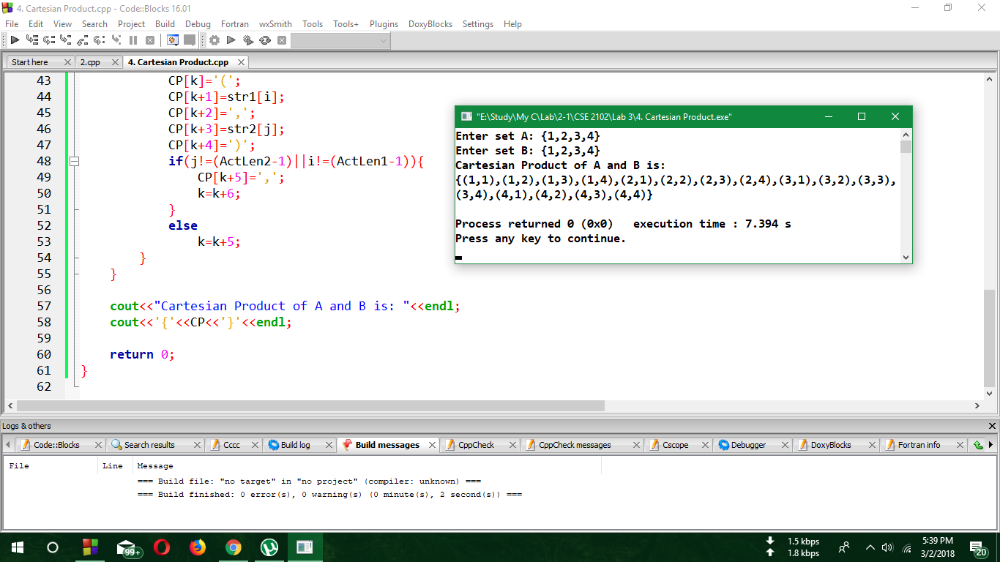 4. Cartesian Product.cpp - Code::Blocks 16.01
File Edit View Search Project Build Debug Fortran wxSmith Tools Tools+ Plugins DoxyBlocks Settings Help
Start here 2.cpp 4. Cartesian Product.cpp
43 CP[k]='(';
44 CP[k+1]=str1[i];
45 CP[k+2]=',';
46 CP[k+3]=str2[j];
47 CP[k+4]=')';
48 if(j!=(ActLen2-1)||i!=(ActLen1-1)){
49 CP[k+5]=',';
50 k=k+6;
51 }
52 else
53 k=k+5;
54 }
55 }
56
57 cout<<"Cartesian Product of A and B is: "<<endl;
58 cout<<'{'<<CP<<'}'<<endl;
59
60 return 0;
61 }
62
"E:\Study\My C\Lab\2-1\CSE 2102\Lab 3\4. Cartesian Product.exe"
Enter set A: {1,2,3,4}
Enter set B: {1,2,3,4}
Cartesian Product of A and B is:
{(1,1),(1,2),(1,3),(1,4),(2,1),(2,2),(2,3),(2,4),(3,1),(3,2),(3,3),
(3,4),(4,1),(4,2),(4,3),(4,4)}
Process returned 0 (0x0) execution time : 7.394 s
Press any key to continue.
Logs & others
Code::Blocks Search results Cccc Build log Build messages CppCheck CppCheck messages Cscope Debugger DoxyBlocks Fortran info
File Line Message
=== Build file: "no target" in "no project" (compiler: unknown) ===
=== Build finished: 0 error(s), 0 warning(s) (0 minute(s), 2 second(s)) ===
99+
1.5 kbps
1.8 kbps
5:39 PM
3/2/2018
20